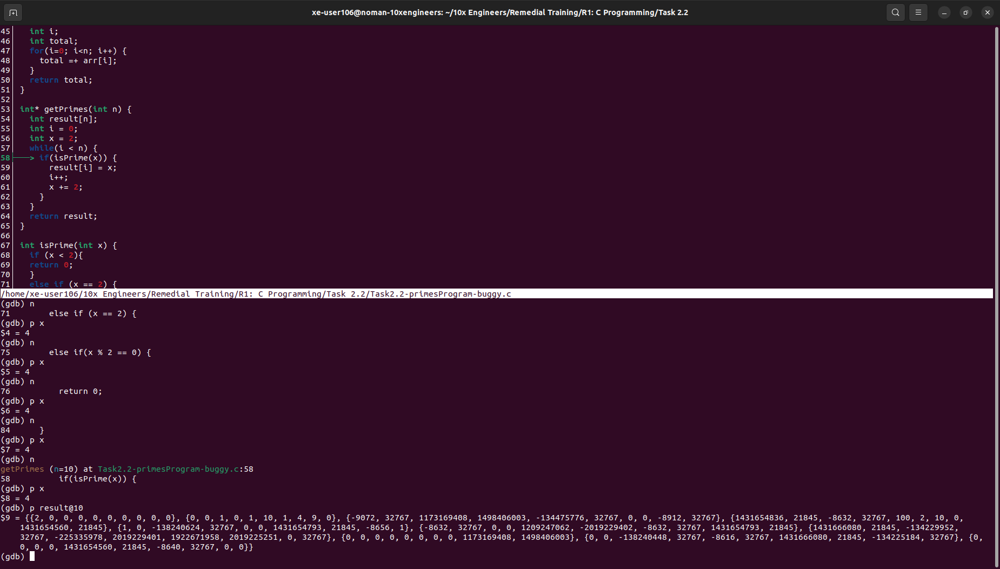 xe-user106@noman-10xengineers: ~/10x Engineers/Remedial Training/R1: C Programming/Task 2.2
45 int i;
46 int total;
47 for(i=0; i<n; i++) {
48 total =+ arr[i];
49 }
50 return total;
51 }
52
53 int* getPrimes(int n) {
54 int result[n];
55 int i = 0;
56 int x = 2;
57 while(i < n) {
58 > if(isPrime(x)) {
59 result[i] = x;
60 i++;
61 x += 2;
62 }
63 }
64 return result;
65 }
66
67 int isPrime(int x) {
68 if (x < 2){
69 return 0;
70 }
71 else if (x == 2) {
/home/xe-user106/10x Engineers/Remedial Training/R1: C Programming/Task 2.2/Task2.2-primesProgram-buggy.c
(gdb) n
71 else if (x == 2) {
(gdb) p x
$4 = 4
(gdb) n
75 else if(x % 2 == 0) {
(gdb) p x
$5 = 4
(gdb) n
76 return 0;
(gdb) p x
$6 = 4
(gdb) n
84 }
(gdb) p x
$7 = 4
(gdb) n
getPrimes (n=10) at Task2.2-primesProgram-buggy.c:58
58 if(isPrime(x)) {
(gdb) p x
$8 = 4
(gdb) p result@10
$9 = {{2, 0, 0, 0, 0, 0, 0, 0, 0, 0}, {0, 0, 1, 0, 1, 10, 1, 4, 9, 0}, {-9072, 32767, 1173169408, 1498406003, -134475776, 32767, 0, 0, -8912, 32767}, {1431654836, 21845, -8632, 32767, 100, 2, 10, 0,
1431654560, 21845}, {1, 0, -138240624, 32767, 0, 0, 1431654793, 21845, -8656, 1}, {-8632, 32767, 0, 0, 1209247062, -2019229402, -8632, 32767, 1431654793, 21845}, {1431666080, 21845, -134229952,
32767, -225335978, 2019229401, 1922671958, 2019225251, 0, 32767}, {0, 0, 0, 0, 0, 0, 0, 0, 1173169408, 1498406003}, {0, 0, -138240448, 32767, -8616, 32767, 1431666080, 21845, -134225184, 32767}, {0,
0, 0, 0, 1431654560, 21845, -8640, 32767, 0, 0}}
(gdb)